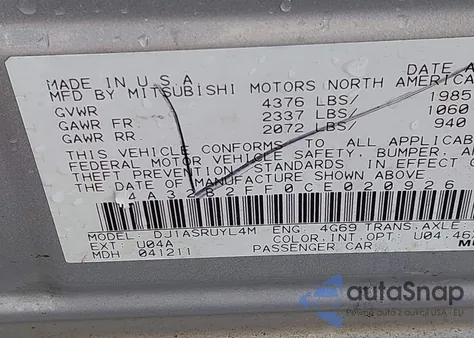 MADE IN U S A
DATE
MFD BY MITSUBISHI MOTORS NORTH AMERICA
GVWR 4376 LBS/ 1985
GAWR FR 2337 LBS/ 1060
GAWR RR 2072 LBS/ 940
THIS VEHICLE CONFORMS TO ALL
FEDERAL MOTOR VEHICLE SAFETY, BUMPER,
THEFT PREVENTION STANDARDS IN EFFECT
THE DATE OF MANUFACTURE SHOWN ABOVE
4A32B2FF0CE020926
MODEL: DJ1ASRUYL4M ENG: 4G69 TRANS. AXLE:
EXT: U04A COLOR.INT.OPT: U04.
MDH 041211 PASSENGER CAR
autoSnap
Poland